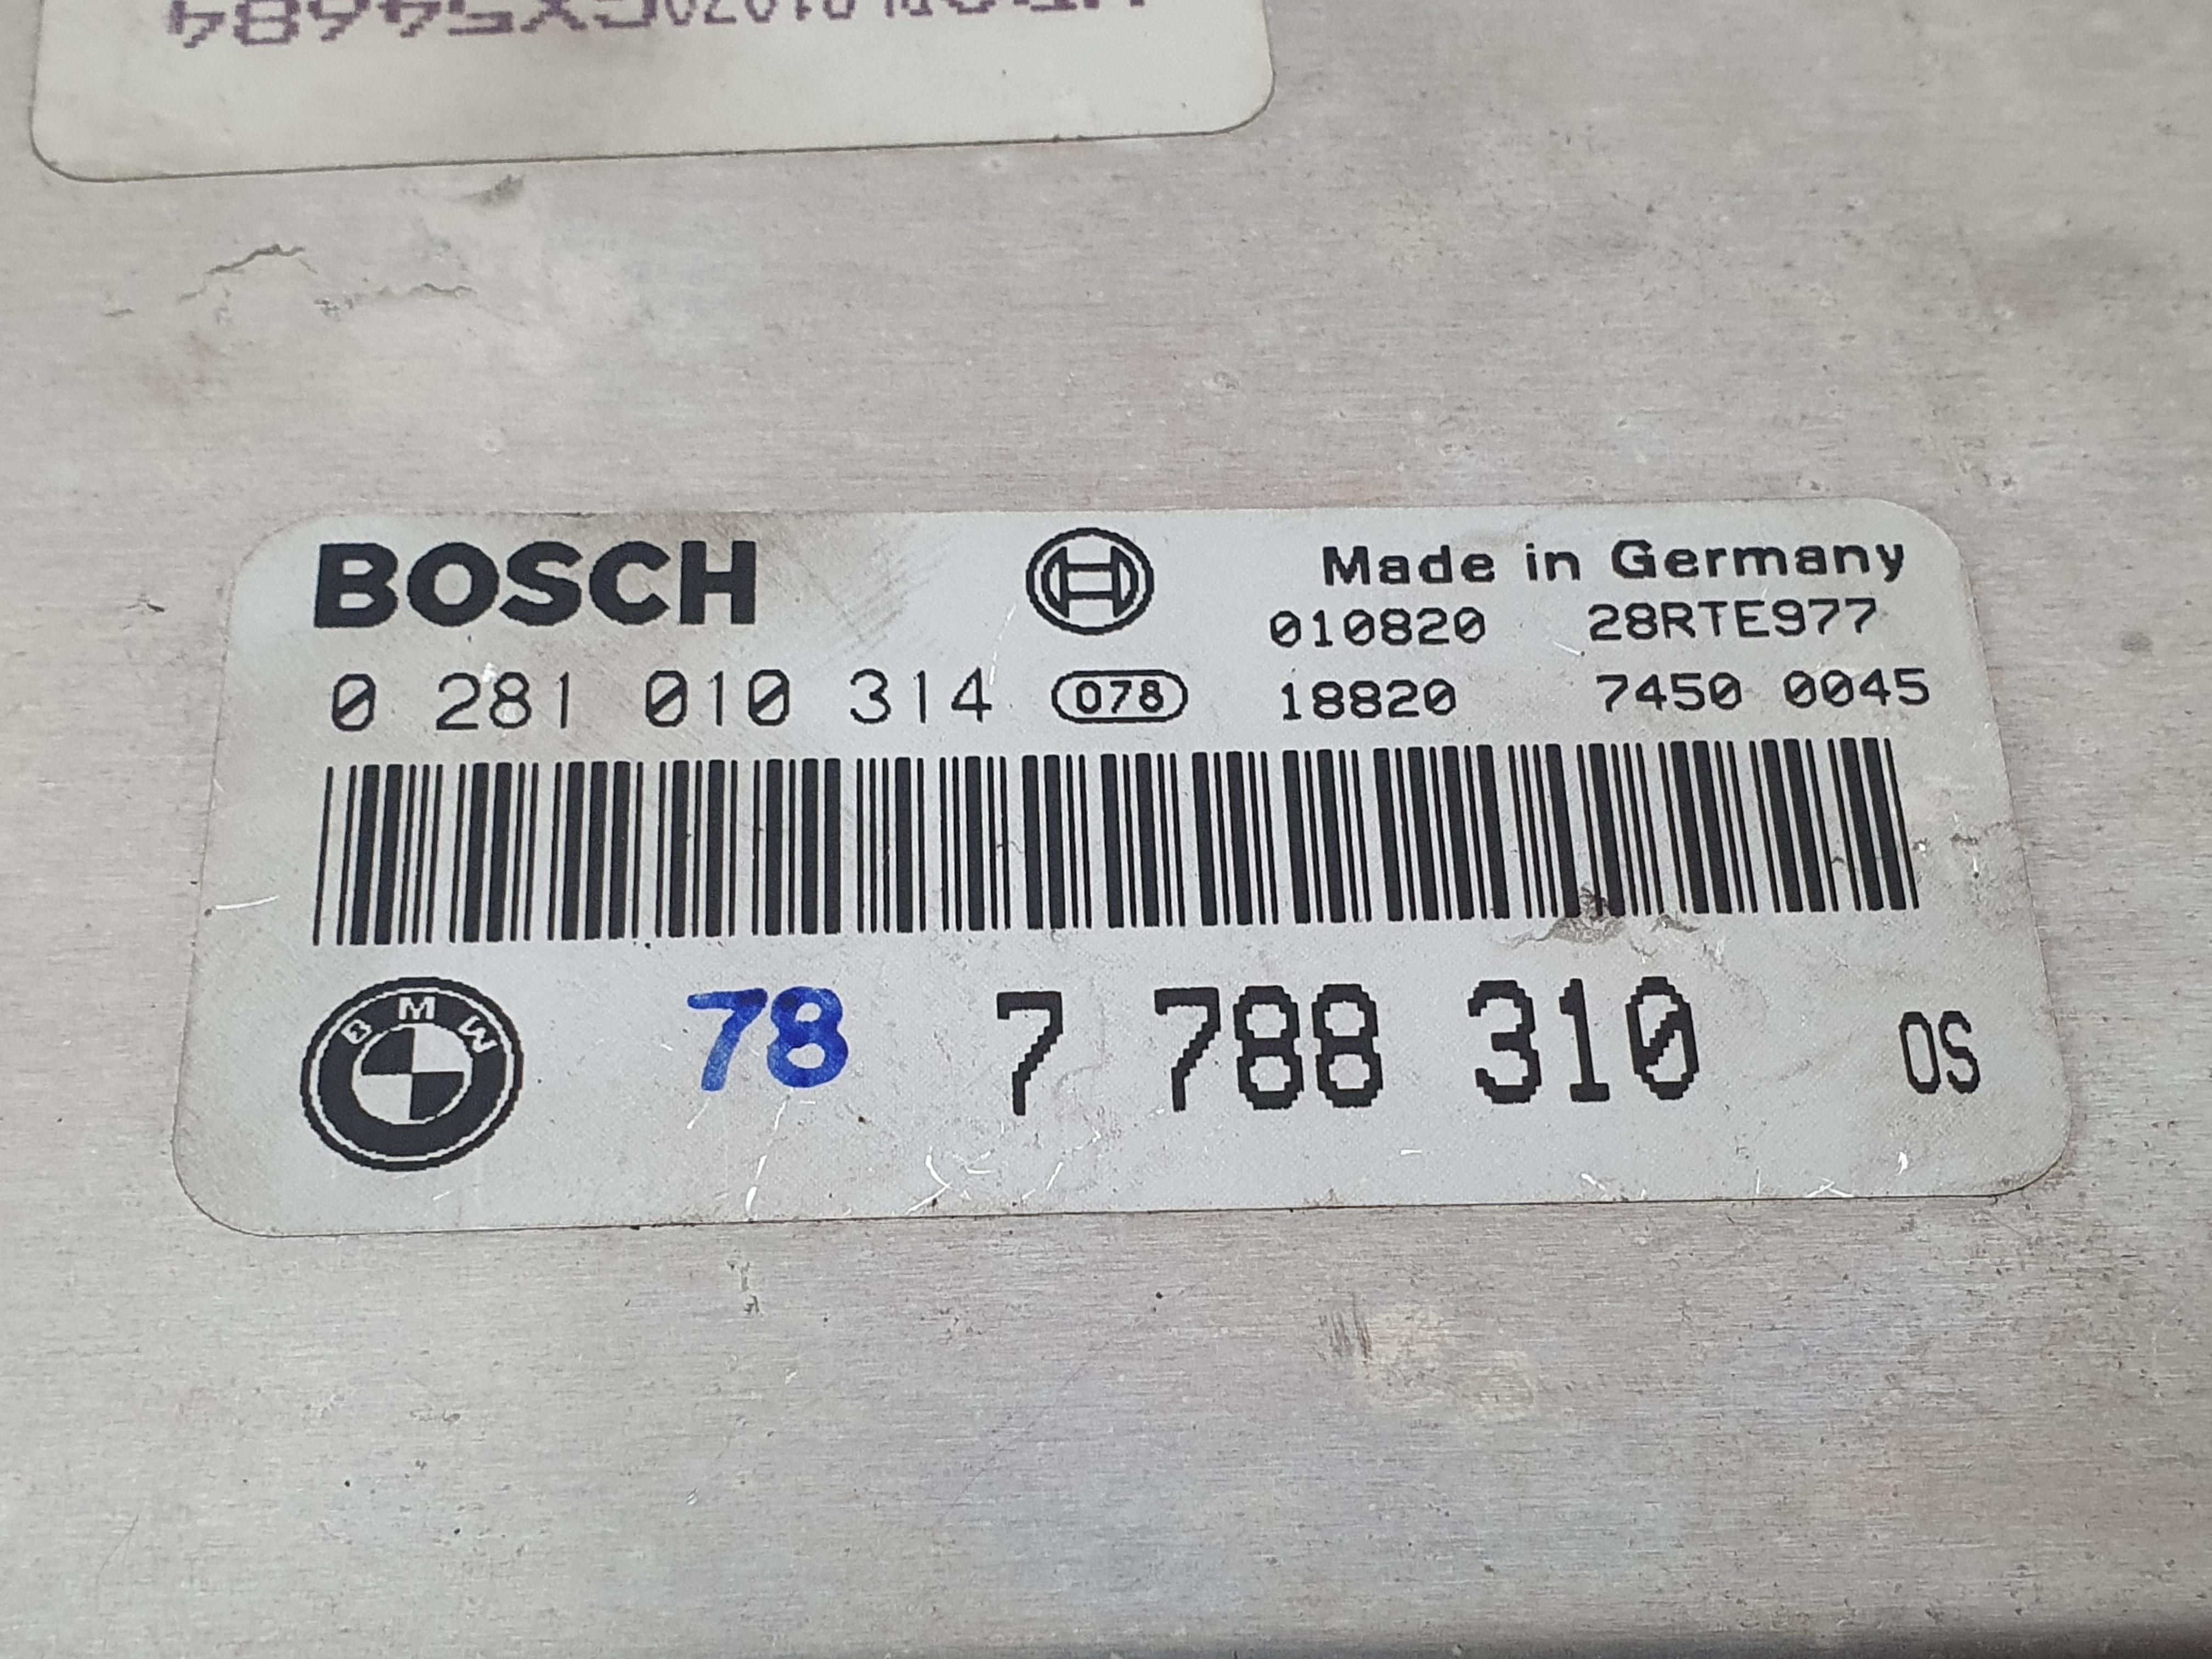 BOSCH
Made in Germany
010820 28RTE977
0 281 010 314 078 18820 7450 0045
BMW 78 7 788 310 OS